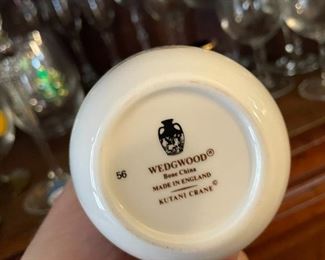 56
WEDGWOOD®
Bone China
MADE IN ENGLAND
KUTANI CRANE©